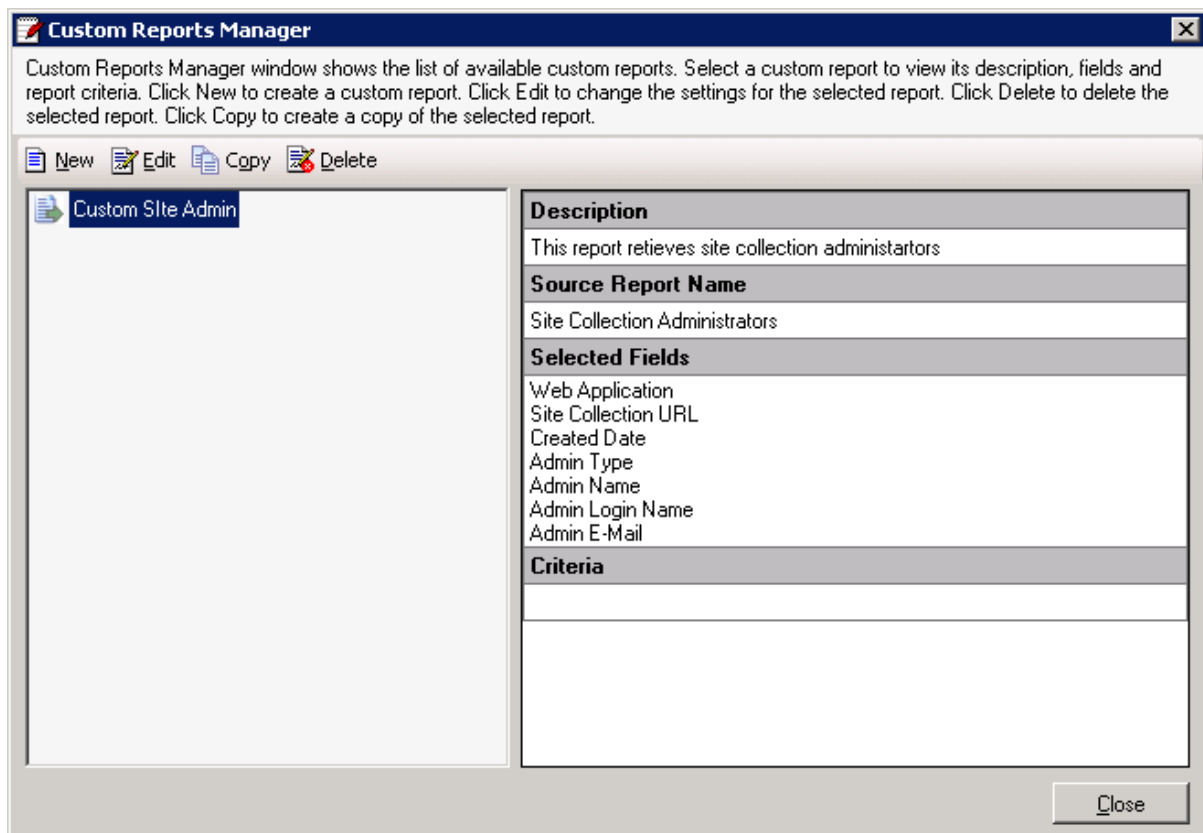 Custom Reports Manager
Custom Reports Manager window shows the list of available custom reports. Select a custom report to view its description, fields and
report criteria. Click New to create a custom report. Click Edit to change the settings for the selected report. Click Delete to delete the
selected report. Click Copy to create a copy of the selected report.
New Edit Copy Delete
Custom SIte Admin
Description
This report retieves site collection administartors
Source Report Name
Site Collection Administrators
Selected Fields
Web Application
Site Collection URL
Created Date
Admin Type
Admin Name
Admin Login Name
Admin E-Mail
Criteria
Close